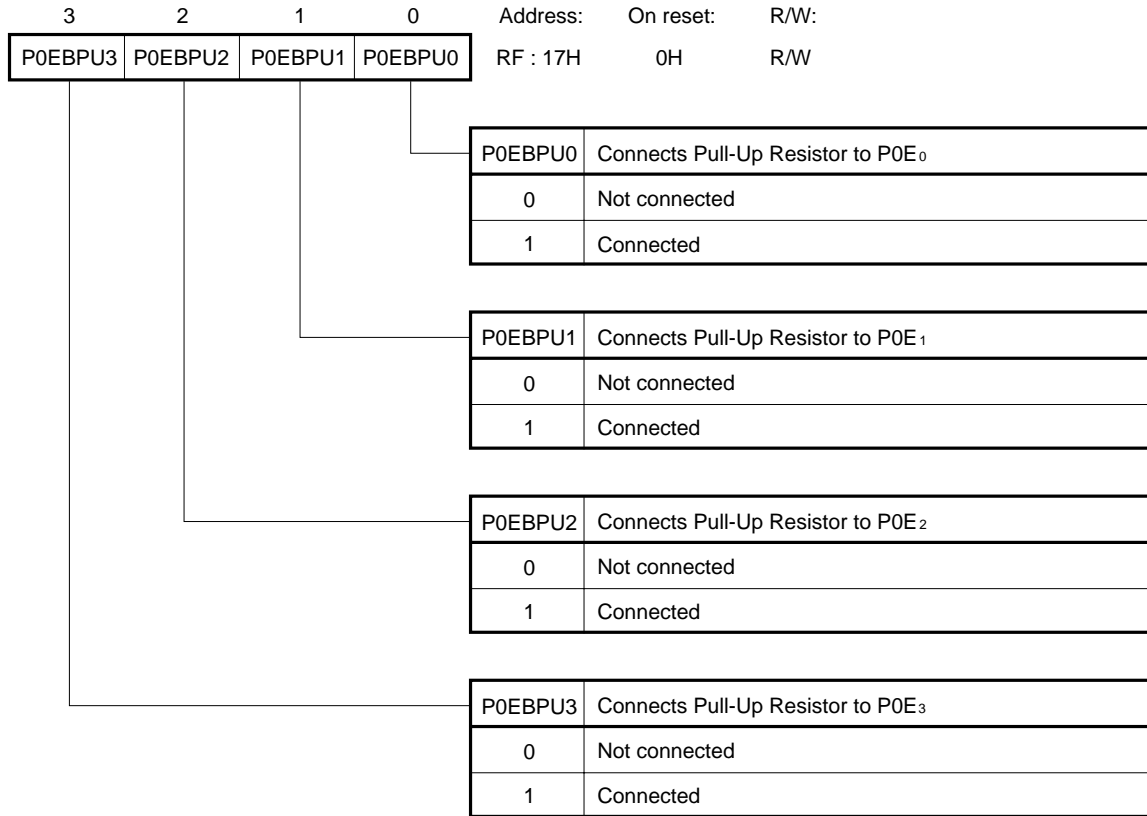 3 2 1 0 Address: On reset: R/W:
P0EBPU3 P0EBPU2 P0EBPU1 P0EBPU0 RF : 17H 0H R/W
P0EBPU0 Connects Pull-Up Resistor to P0E₀
0 Not connected
1 Connected
P0EBPU1 Connects Pull-Up Resistor to P0E₁
0 Not connected
1 Connected
P0EBPU2 Connects Pull-Up Resistor to P0E₂
0 Not connected
1 Connected
P0EBPU3 Connects Pull-Up Resistor to P0E₃
0 Not connected
1 Connected